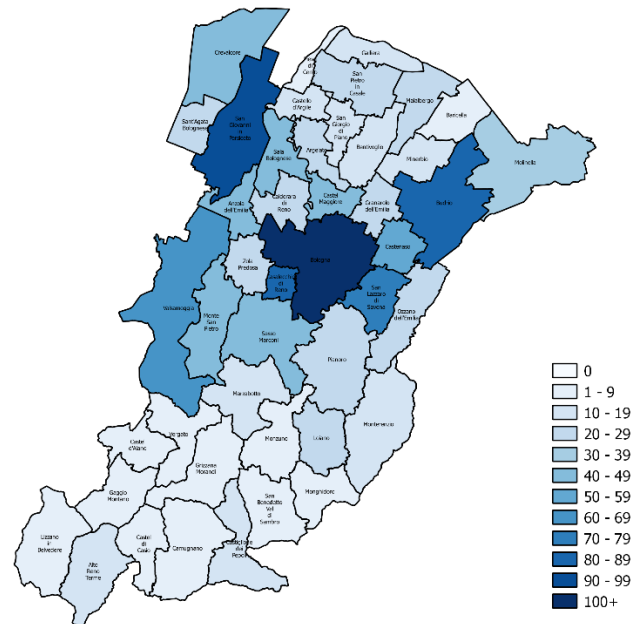 Crevalcore
Galliera
San
Pietro
in
Casale
Malalbergo
Castello
d'Argile
San
Giorgio
di Piano
Baricella
Sant'Agata
Bolognese
San
Giovanni
Argelato
Bentivoglio
Minerbio
Molinella
Sala
Bolognese
Anzola
dell'Emilia
Calderara
di
Reno
Castel
Maggiore
Granarolo
dell'Emilia
Budrio
Castenaso
Bologna
Zola
Predosa
Casalecchio
di
Reno
San
Lazzaro
di
Savena
Ozzano
dell'Emilia
Valsamoggia
Monte
San
Pietro
Sasso
Marconi
Pianoro
Marzabotto
Monterenzio
Vergato
Castel
d'Aiano
Monzuno
Loiano
Grizzana
Morandi
Gaggio
Montano
Monghidoro
San
Benedetto
Val
di
Sambro
Lizzano
in
Belvedere
Castel
di
Casio
Camugnano
Castiglione
dei
Pepoli
Alto
Reno
Terme
0
1 - 9
10 - 19
20 - 29
30 - 39
40 - 49
50 - 59
60 - 69
70 - 79
80 - 89
90 - 99
100+